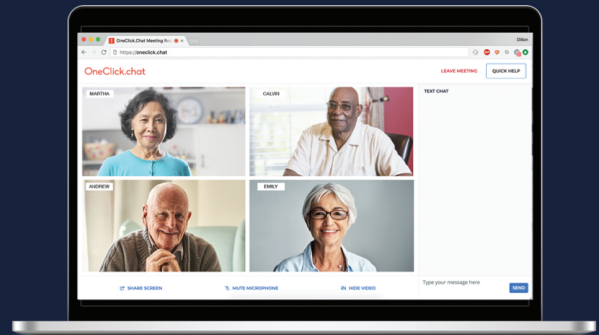 OneClick.Chat Meeting Ro
Dillon
https://oneclick.chat
OneClick.chat
LEAVE MEETING
QUICK HELP
MARTHA
CALVIN
TEXT CHAT
ANDREW
EMILY
SHARE SCREEN
MUTE MICROPHONE
HIDE VIDEO
Type your message here
SEND